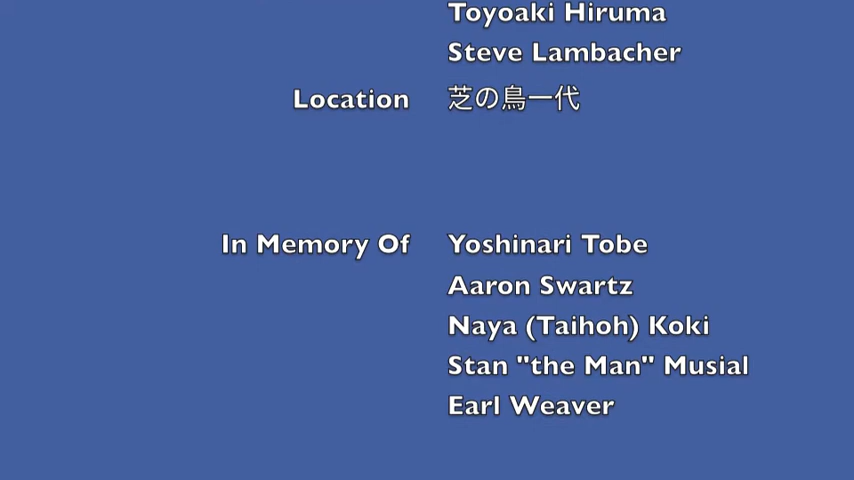 Toyoaki Hiruma
Steve Lambacher
Location 芝の鳥一代
In Memory Of Yoshinari Tobe
Aaron Swartz
Naya (Taihoh) Koki
Stan "the Man" Musial
Earl Weaver